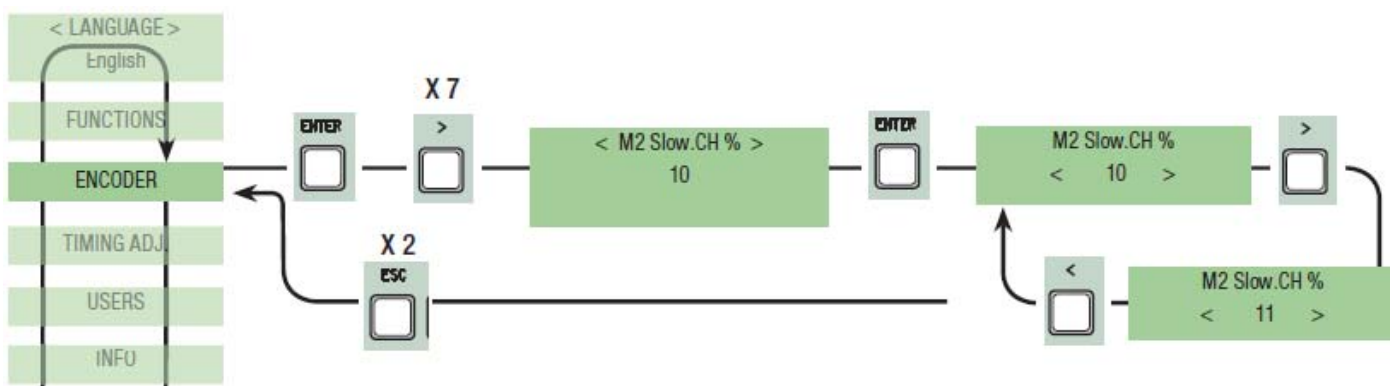 < LANGUAGE >
English
FUNCTIONS
ENCODER
TIMING ADJ.
USERS
INFO
ENTER
X 7
>
< M2 Slow.CH % >
10
ENTER
M2 Slow.CH %
< 10 >
>
X 2
ESC
<
M2 Slow.CH %
< 11 >